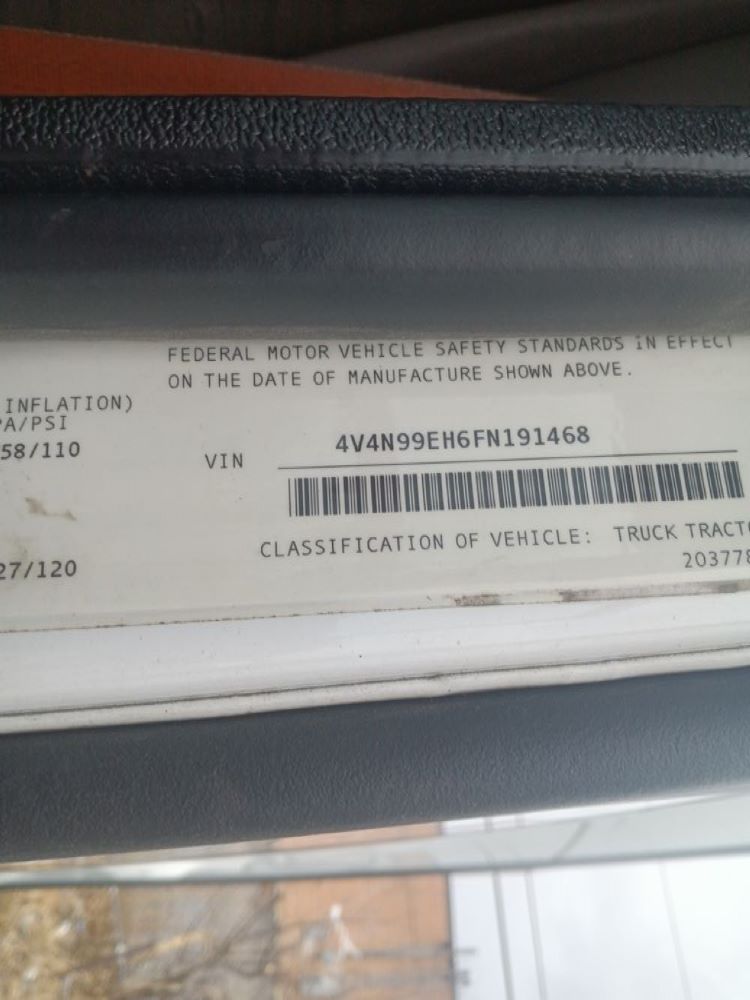 FEDERAL MOTOR VEHICLE SAFETY STANDARDS IN EFFECT
ON THE DATE OF MANUFACTURE SHOWN ABOVE.
INFLATION)
PA/PSI
58/110
VIN 4V4N99EH6FN191468
CLASSIFICATION OF VEHICLE: TRUCK TRACTO
27/120
203778